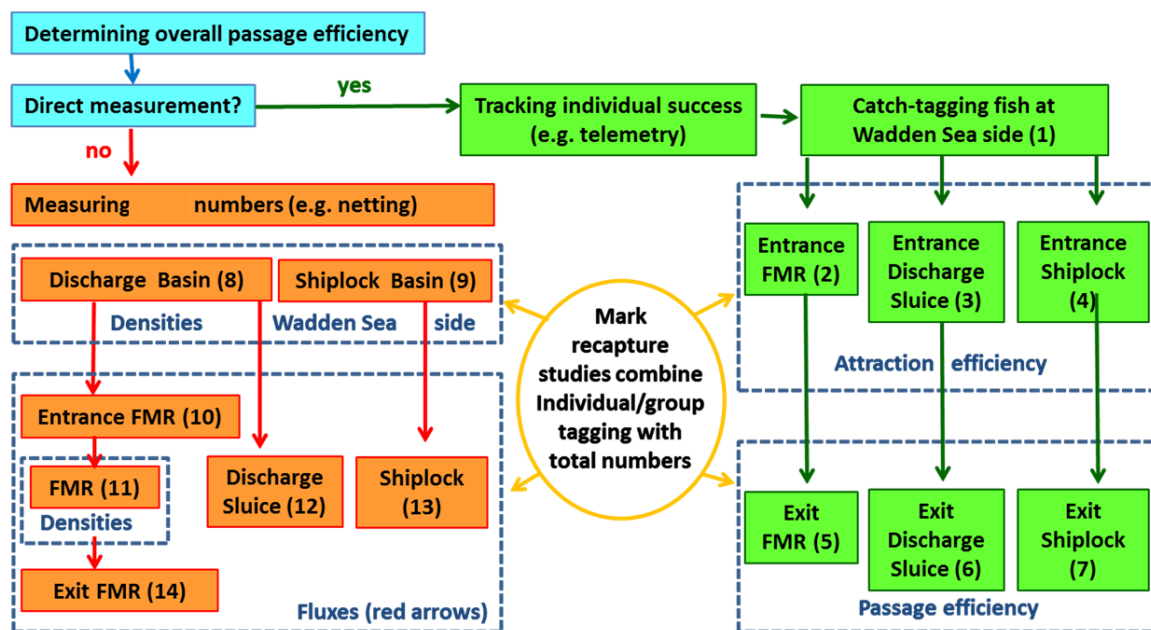 Determining overall passage efficiency
Direct measurement?
yes
no
Tracking individual success
(e.g. telemetry)
Catch-tagging fish at
Wadden Sea side (1)
Measuring numbers (e.g. netting)
Discharge Basin (8)
Shiplock Basin (9)
Densities Wadden Sea side
Entrance FMR (10)
FMR (11)
Densities
Discharge
Sluice (12)
Shiplock
(13)
Exit FMR (14)
Fluxes (red arrows)
Mark
recapture
studies combine
Individual/group
tagging with
total numbers
Entrance
FMR (2)
Entrance
Discharge
Sluice (3)
Entrance
Shiplock
(4)
Attraction efficiency
Exit
FMR (5)
Exit
Discharge
Sluice (6)
Exit
Shiplock
(7)
Passage efficiency